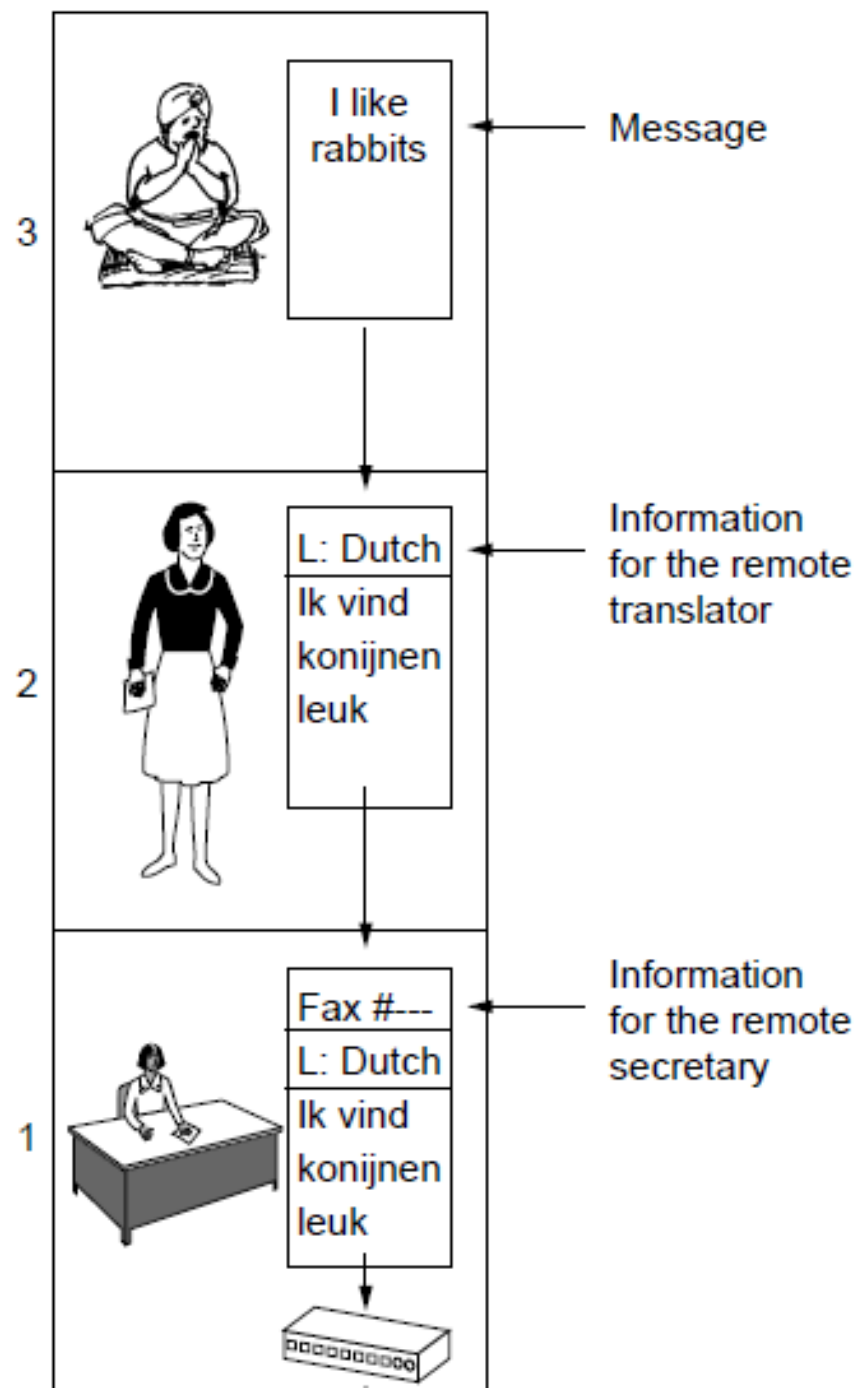 I like
rabbits
Message
3
L: Dutch
Ik vind
konijnen
leuk
Information
for the remote
translator
2
Fax #---
L: Dutch
Ik vind
konijnen
leuk
Information
for the remote
secretary
1